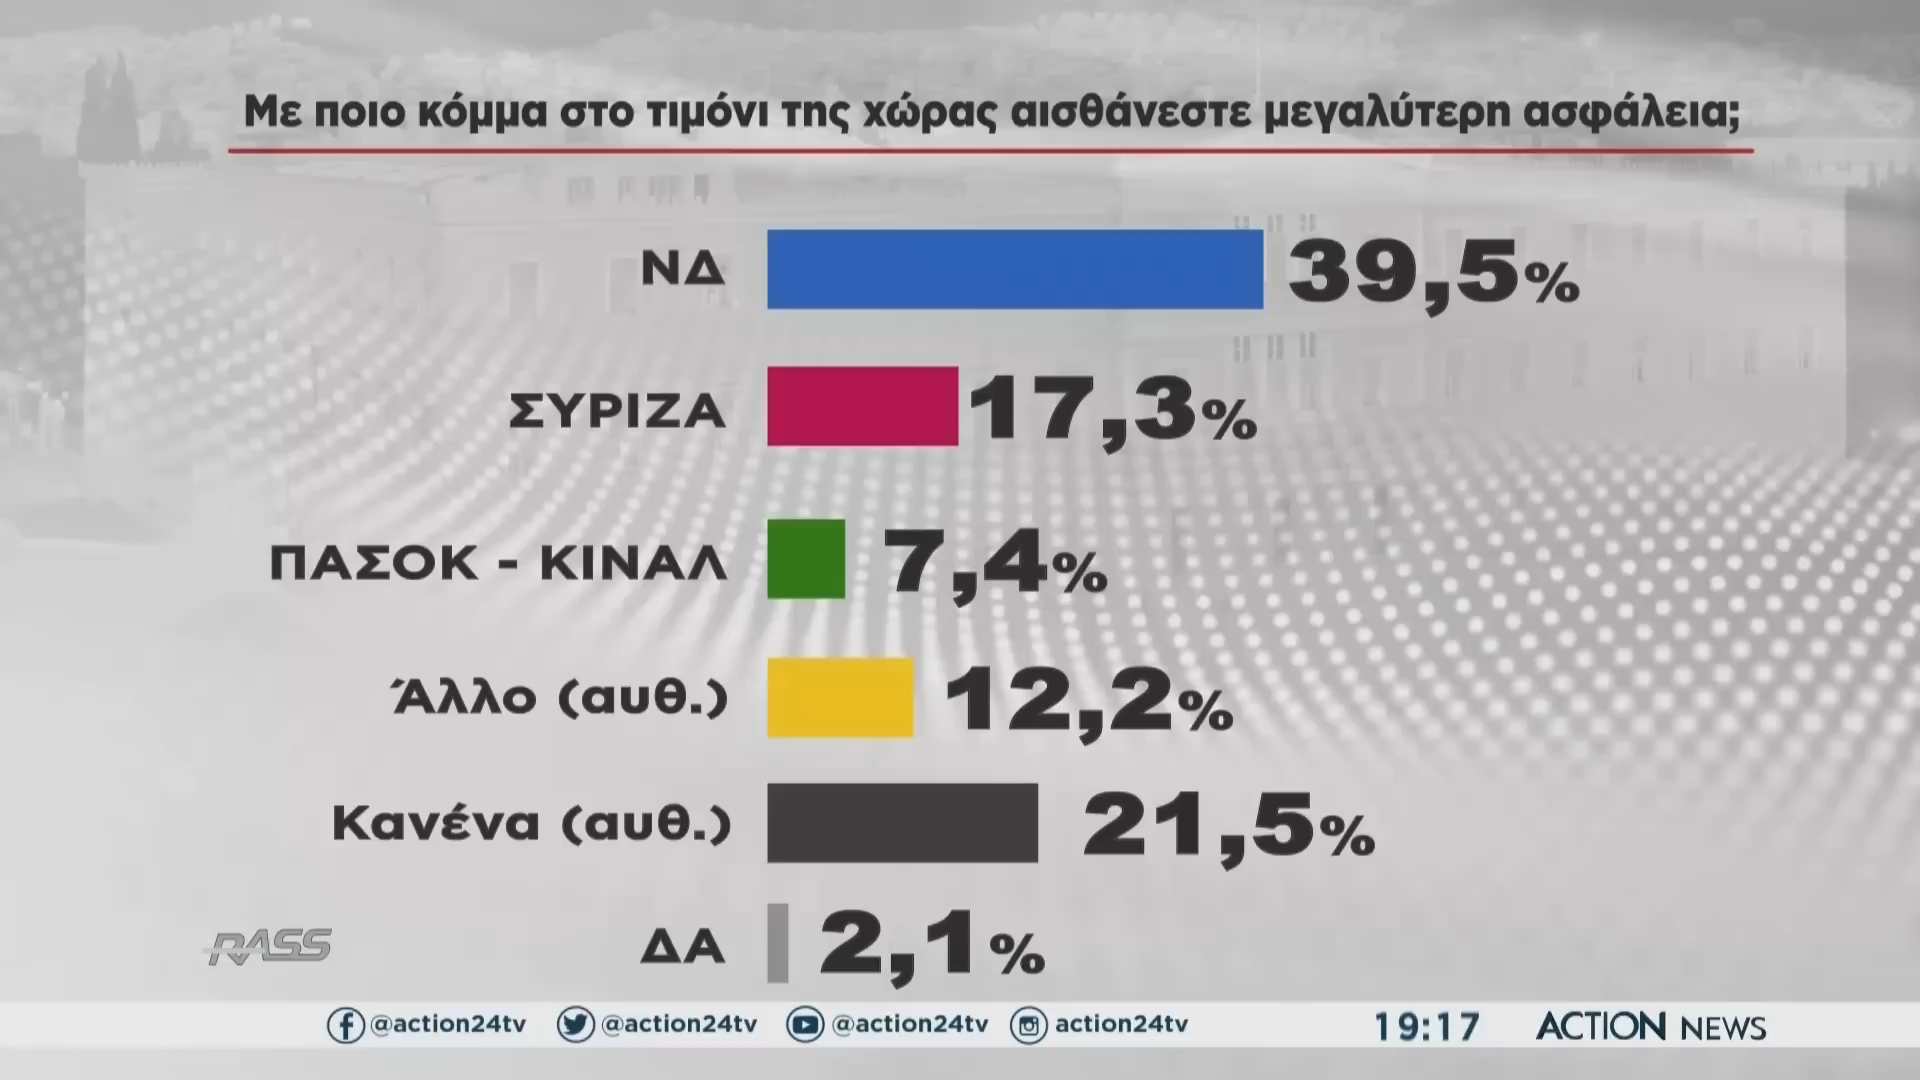 Με ποιο κόμμα στο τιμόνι της χώρας αισθάνεστε μεγαλύτερη ασφάλεια;
ΝΔ 39,5%
ΣΥΡΙΖΑ 17,3%
ΠΑΣΟΚ - ΚΙΝΑΛ 7,4%
Άλλο (αυθ.) 12,2%
Κανένα (αυθ.) 21,5%
ΔΑ 2,1%
RASS
@action24tv @action24tv @action24tv action24tv 19:17 ACTION NEWS